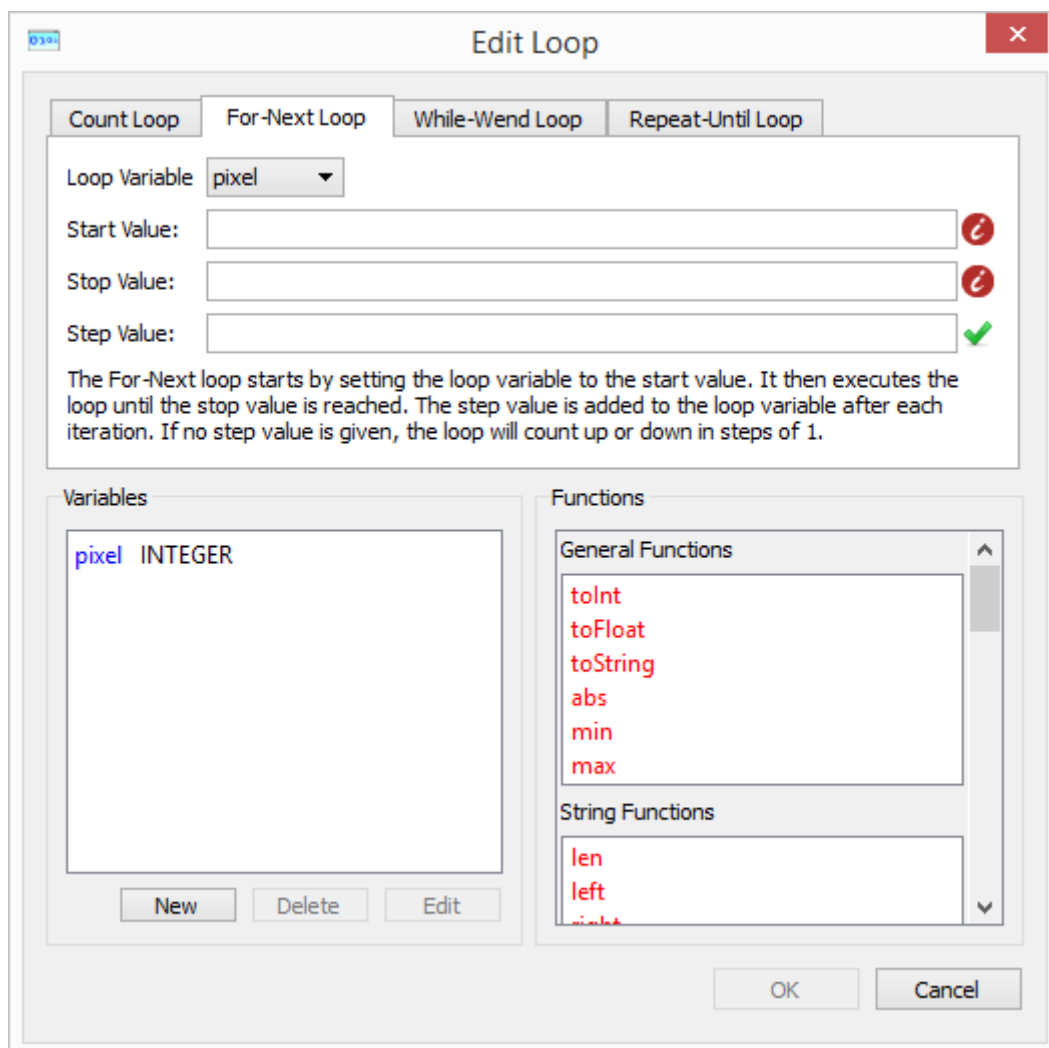 Edit Loop
Count Loop For-Next Loop While-Wend Loop Repeat-Until Loop
Loop Variable pixel
Start Value:
Stop Value:
Step Value:
The For-Next loop starts by setting the loop variable to the start value. It then executes the
loop until the stop value is reached. The step value is added to the loop variable after each
iteration. If no step value is given, the loop will count up or down in steps of 1.
Variables
pixel INTEGER
New Delete Edit
Functions
General Functions
toInt
toFloat
toString
abs
min
max
String Functions
len
left
right
OK Cancel